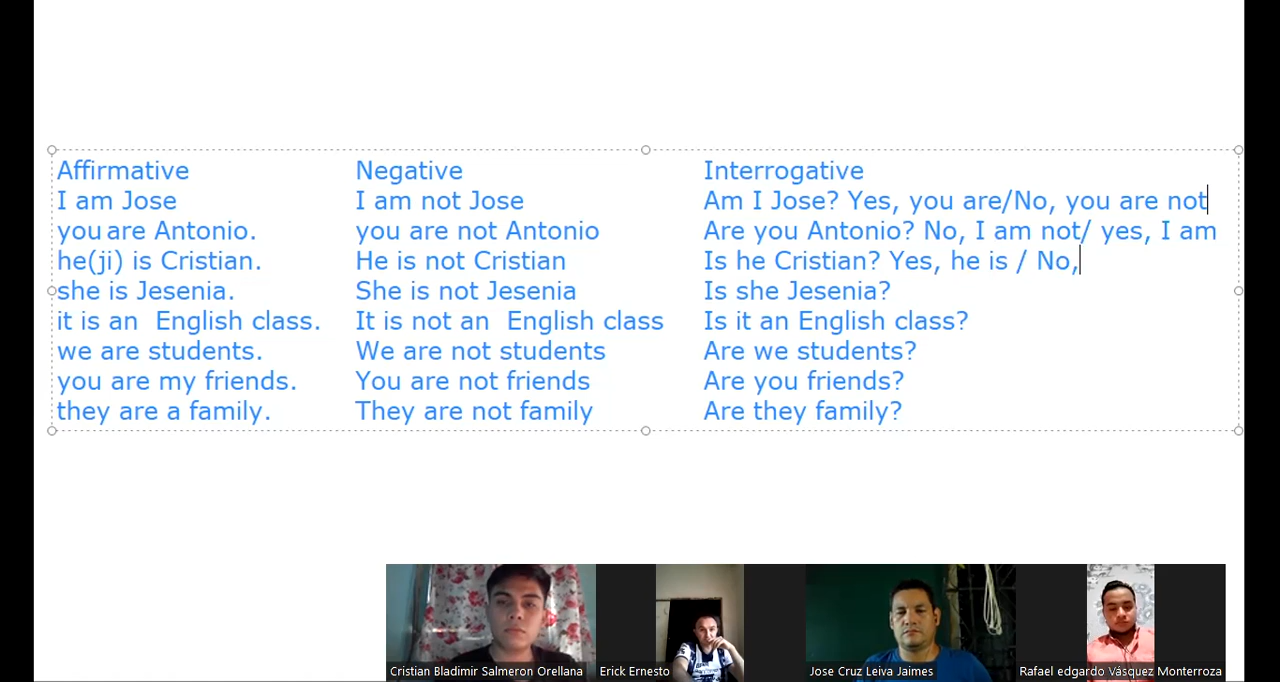 Affirmative Negative Interrogative
I am Jose I am not Jose Am I Jose? Yes, you are/No, you are not
you are Antonio. you are not Antonio Are you Antonio? No, I am not/ yes, I am
he(ji) is Cristian. He is not Cristian Is he Cristian? Yes, he is / No,
she is Jesenia. She is not Jesenia Is she Jesenia?
it is an  English class. It is not an  English class Is it an English class?
we are students. We are not students Are we students?
you are my friends. You are not friends Are you friends?
they are a family. They are not family Are they family?
Cristian Bladimir Salmeron Orellana Erick Ernesto Jose Cruz Leiva Jaimes Rafael edgardo Vásquez Monterroza